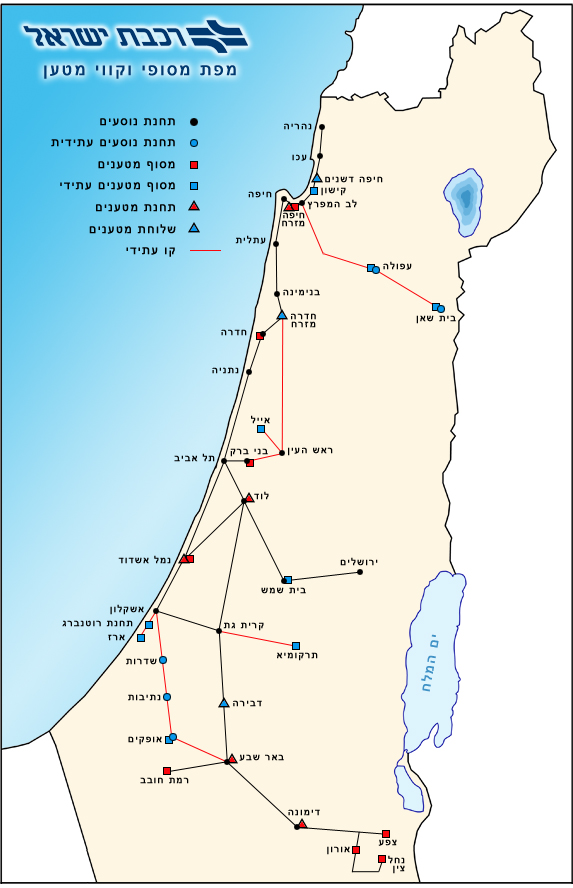 רכבת ישראל
מפת מסופי וקווי מטען
תחנת נוסעים
תחנת נוסעים עתידית
מסוף מטענים
מסוף מטענים עתידי
תחנת מטענים
שלוחת מטענים
קו עתידי
נהריה
עכו
חיפה דשנים
קישון
חיפה
לב המפרץ
חיפה
מזרח
עתלית
עפולה
בנימינה
בית שאן
חדרה
מזרח
חדרה
נתניה
אייל
ראש העין
בני ברק
תל אביב
לוד
נמל אשדוד
ירושלים
בית שמש
אשקלון
תחנת רוטנברג
ארז
קרית גת
תרקומיא
שדרות
ים המלח
נתיבות
דבירה
אופקים
באר שבע
רמת חובב
דימונה
צפע
אורון
נחל
צין